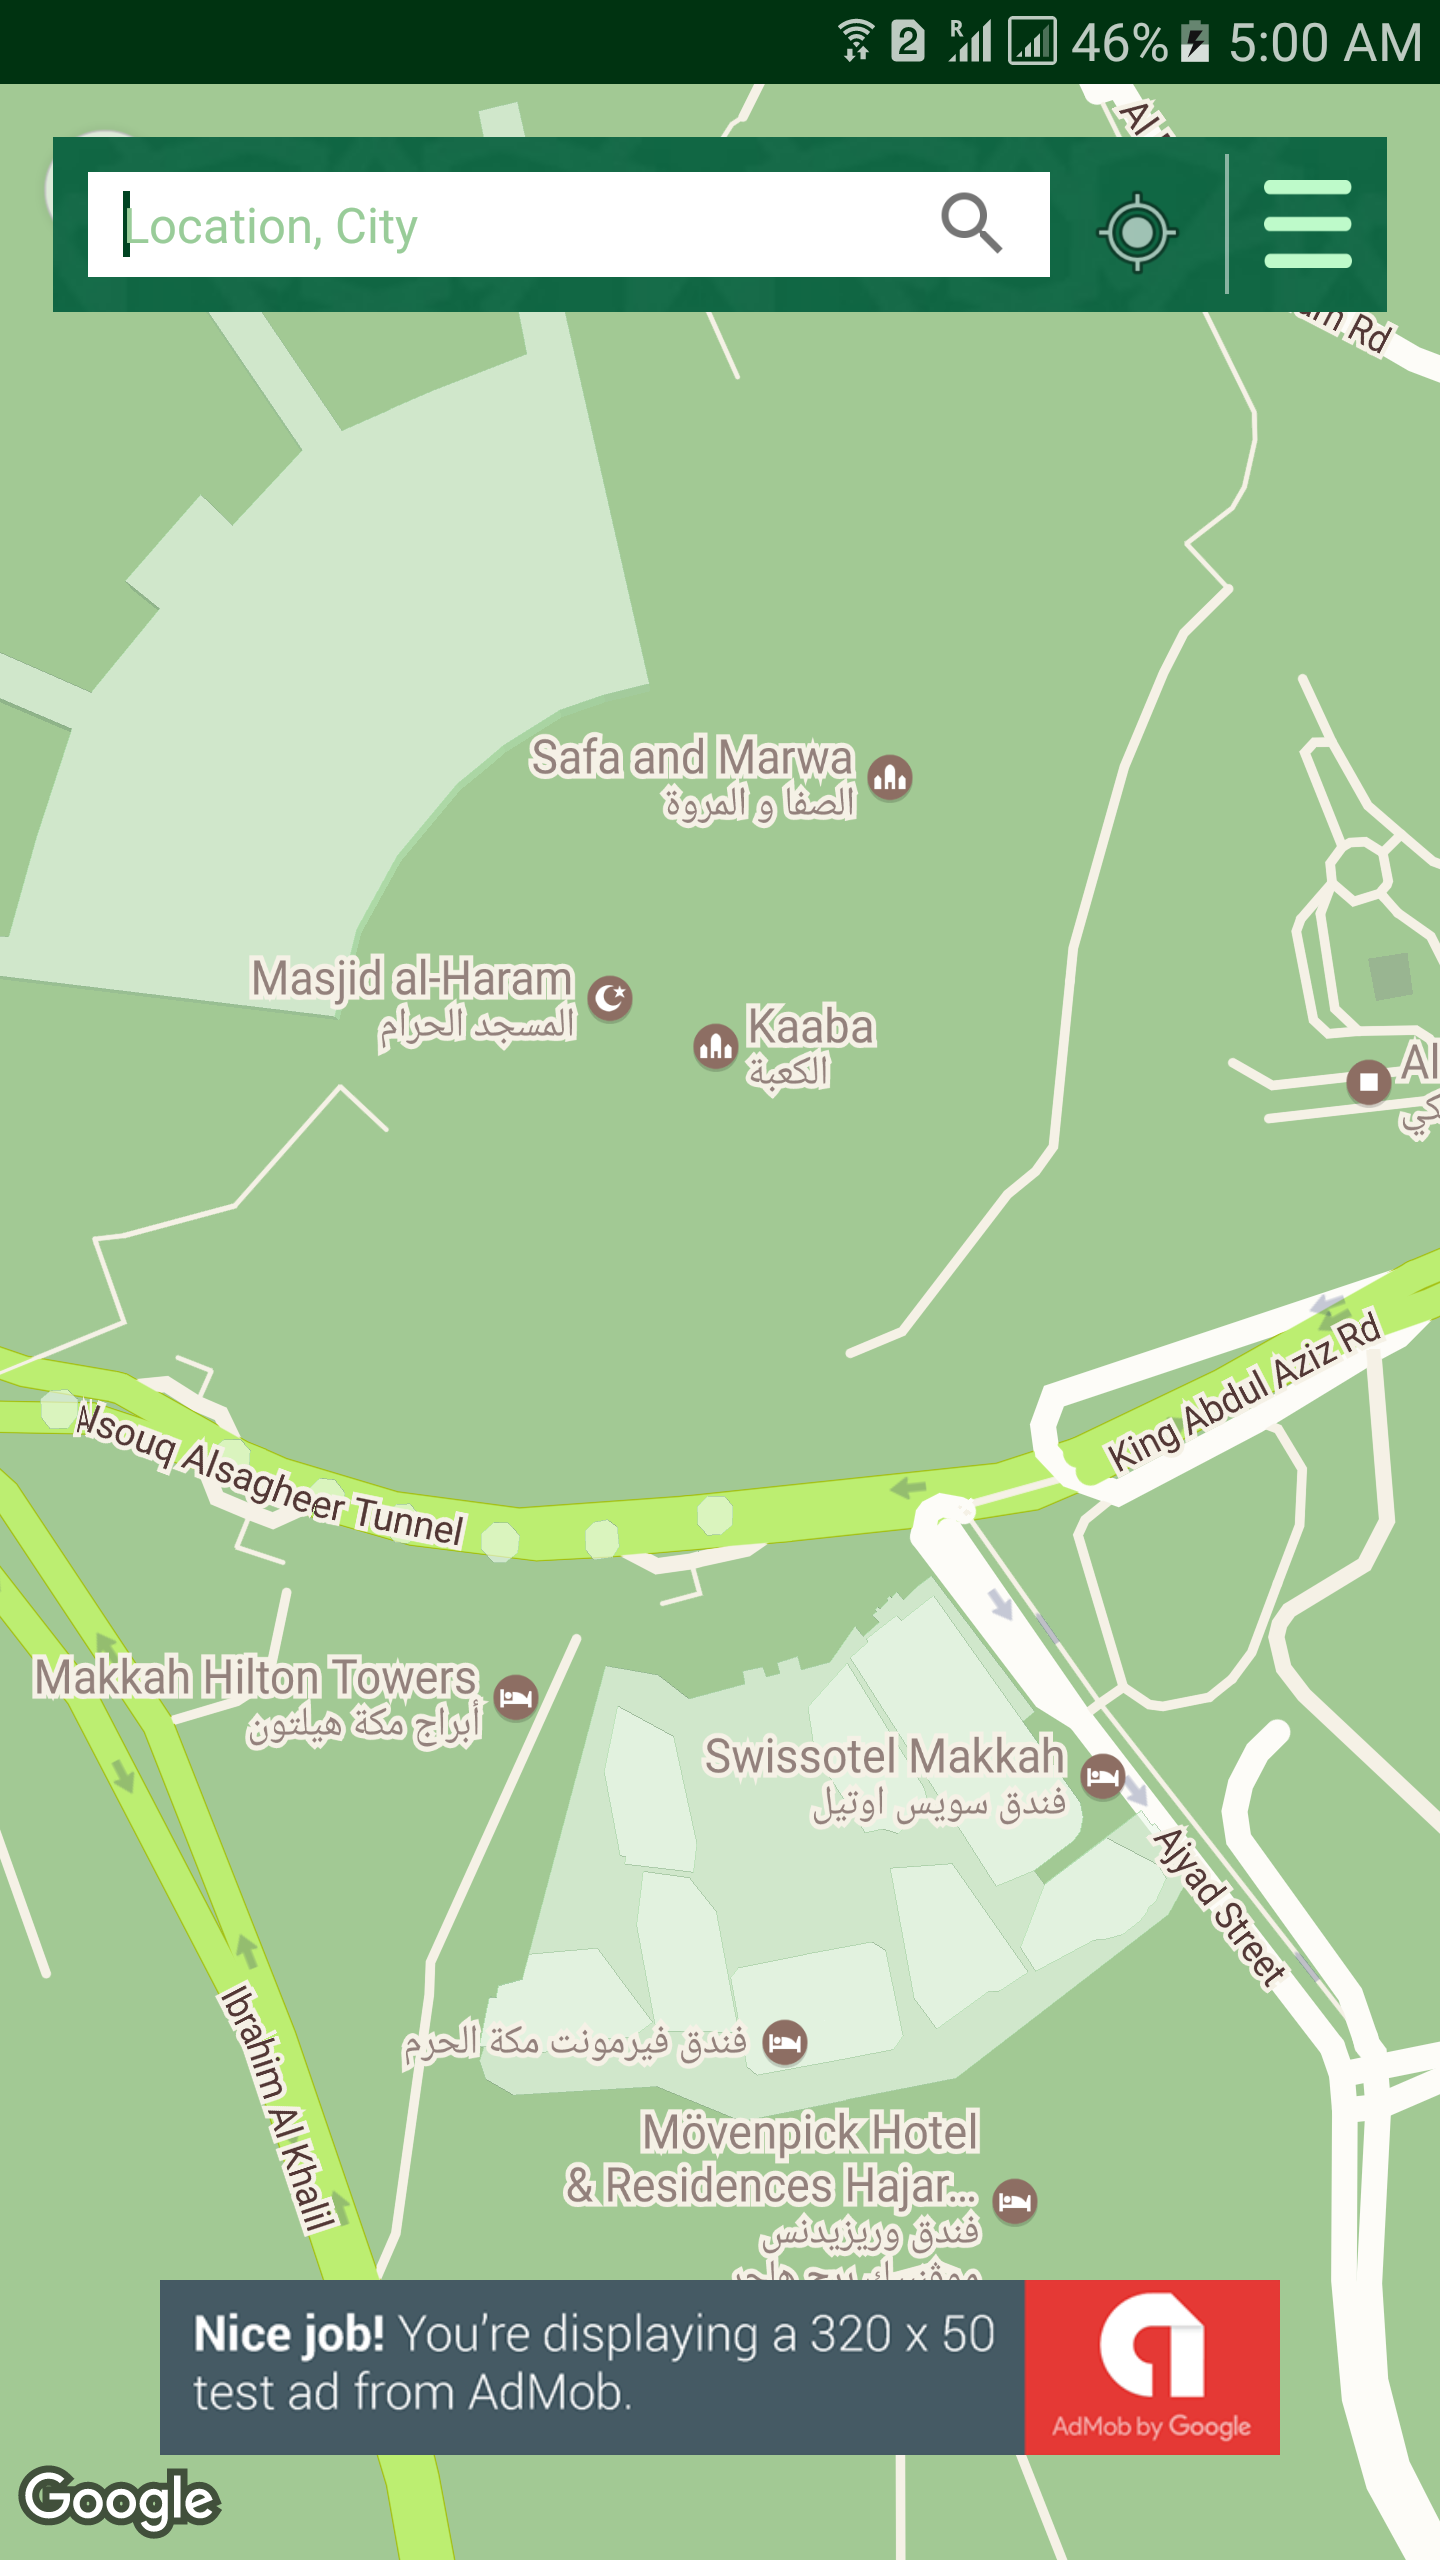 2 R 46% 5:00 AM
Location, City
Rd
Safa and Marwa
الصفا و المروة
Masjid al-Haram
المسجد الحرام
Kaaba
الكعبة
King Abdul Aziz Rd
Alsouq Alsagheer Tunnel
Makkah Hilton Towers
أبراج مكة هيلتون
Swissotel Makkah
فندق سويس اوتيل
Ajyad Street
Ibrahim Al Khalil
فندق فيرمونت مكة الحرم
Mövenpick Hotel
& Residences Hajar...
فندق وريزيدنس
Nice job! You're displaying a 320 x 50
test ad from AdMob.
AdMob by Google
Google